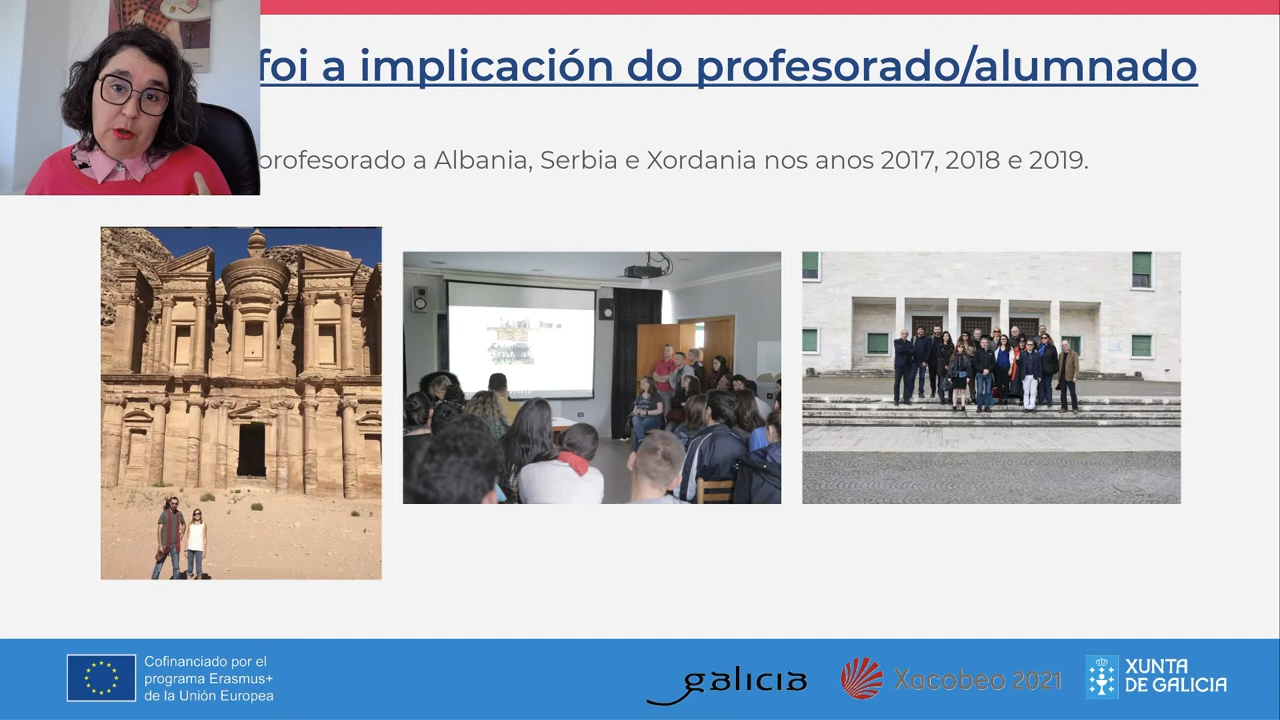 foi a implicación do profesorado/alumnado
profesorado a Albania, Serbia e Xordania nos anos 2017, 2018 e 2019.
Cofinanciado por el
programa Erasmus+
de la Unión Europea
galicia
Xacobeo 2021
XUNTA
DE GALICIA